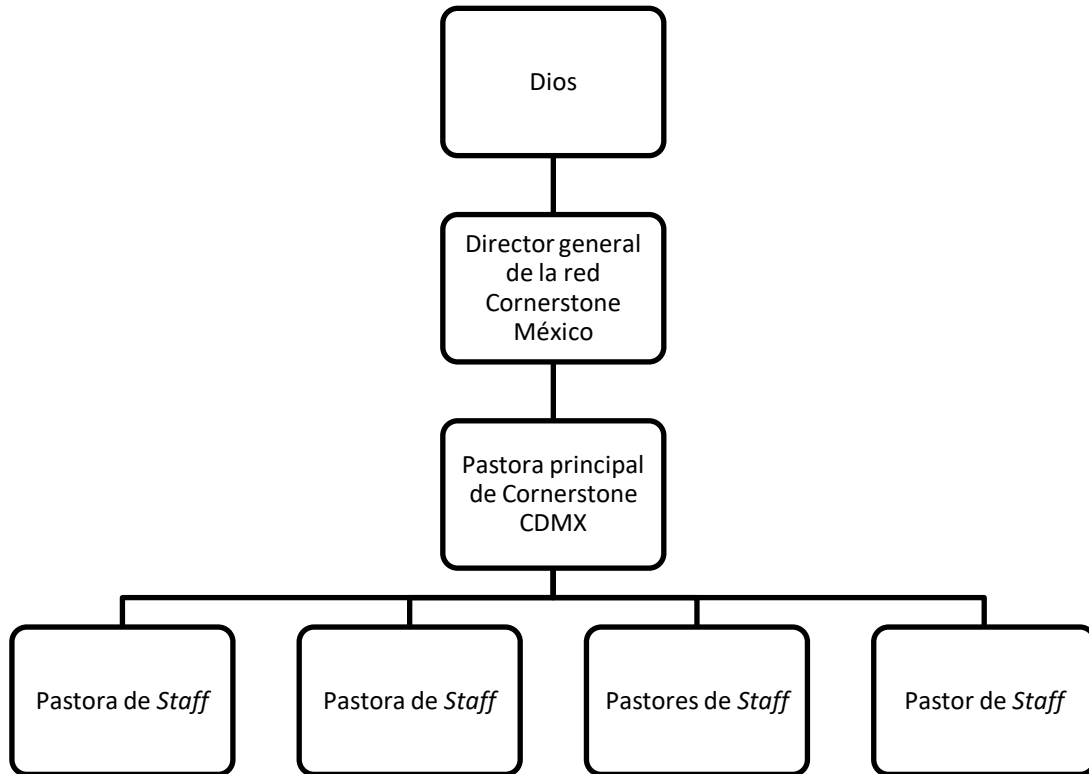 Dios
Director general
de la red
Cornerstone
México
Pastora principal
de Cornerstone
CDMX
Pastora de Staff
Pastora de Staff
Pastores de Staff
Pastor de Staff